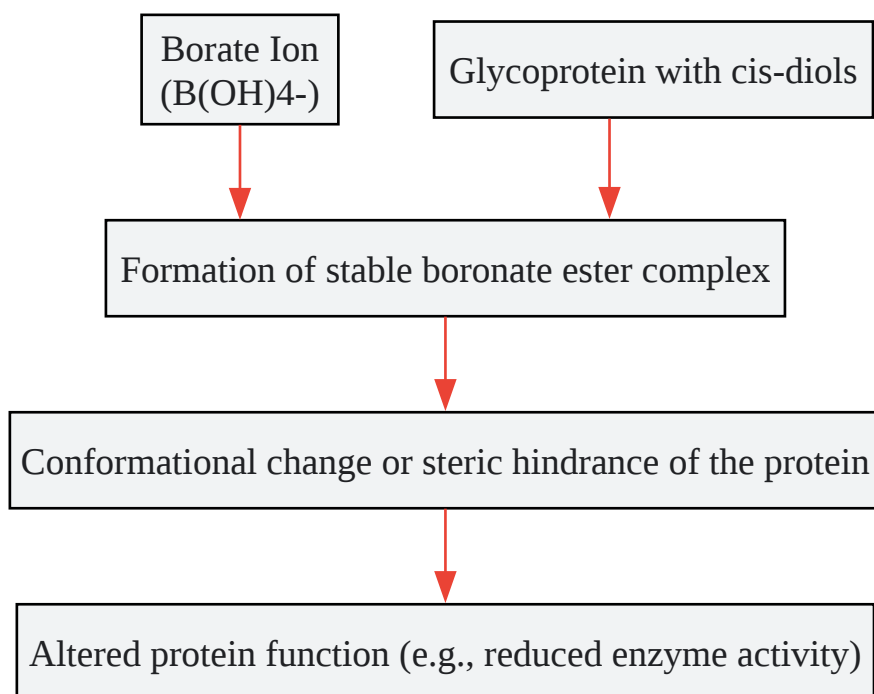 Borate Ion
(B(OH)4-)
Glycoprotein with cis-diols
Formation of stable boronate ester complex
Conformational change or steric hindrance of the protein
Altered protein function (e.g., reduced enzyme activity)